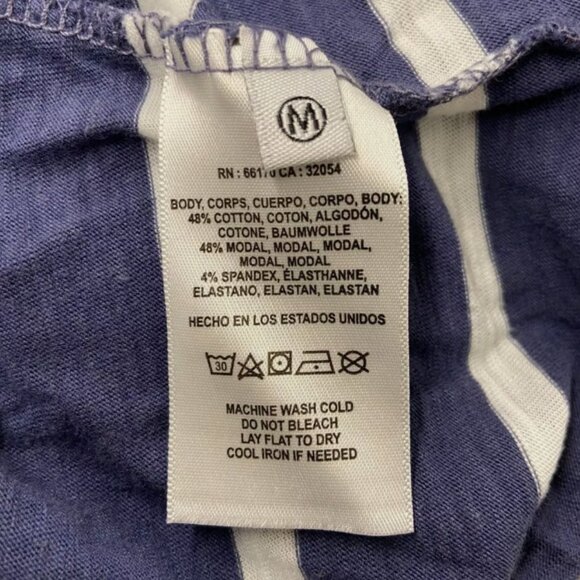 M
RN : 66170 CA : 32054
BODY, CORPS, CUERPO, CORPO, BODY:
48% COTTON, COTON, ALGODÓN,
COTONE, BAUMWOLLE
48% MODAL, MODAL, MODAL,
MODAL, MODAL
4% SPANDEX, ÉLASTHANNE,
ELASTANO, ELASTAN, ELASTAN
HECHO EN LOS ESTADOS UNIDOS
30
MACHINE WASH COLD
DO NOT BLEACH
LAY FLAT TO DRY
COOL IRON IF NEEDED